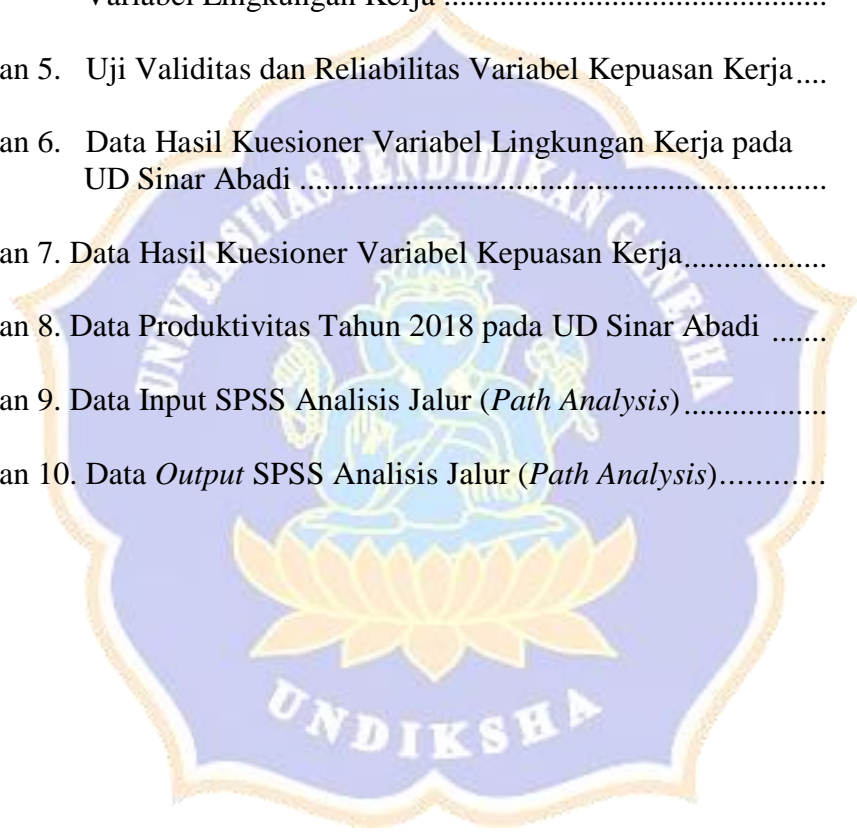 Variabel Lingkungan Kerja ................................................
an 5. Uji Validitas dan Reliabilitas Variabel Kepuasan Kerja....
an 6. Data Hasil Kuesioner Variabel Lingkungan Kerja pada
UD Sinar Abadi ..................................................................
an 7. Data Hasil Kuesioner Variabel Kepuasan Kerja..................
an 8. Data Produktivitas Tahun 2018 pada UD Sinar Abadi .......
an 9. Data Input SPSS Analisis Jalur (Path Analysis)..................
an 10. Data Output SPSS Analisis Jalur (Path Analysis)............
UNIVERSITAS PENDIDIKAN GANESHA
UNDIKSHA